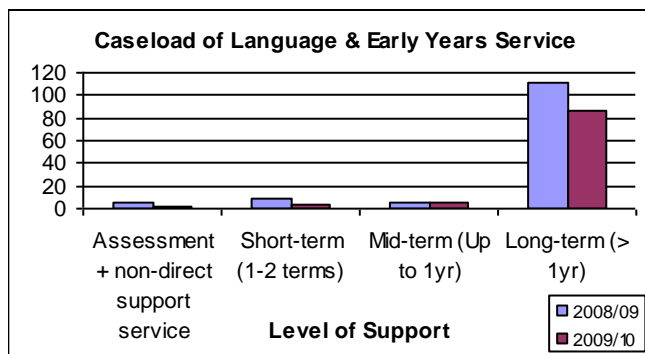 Caseload of Language & Early Years Service
120
100
80
60
40
20
0
Assessment
+ non-direct
support
service
Short-term
(1-2 terms)
Mid-term (Up
to 1yr)
Long-term (>
1yr)
Level of Support
2008/09
2009/10